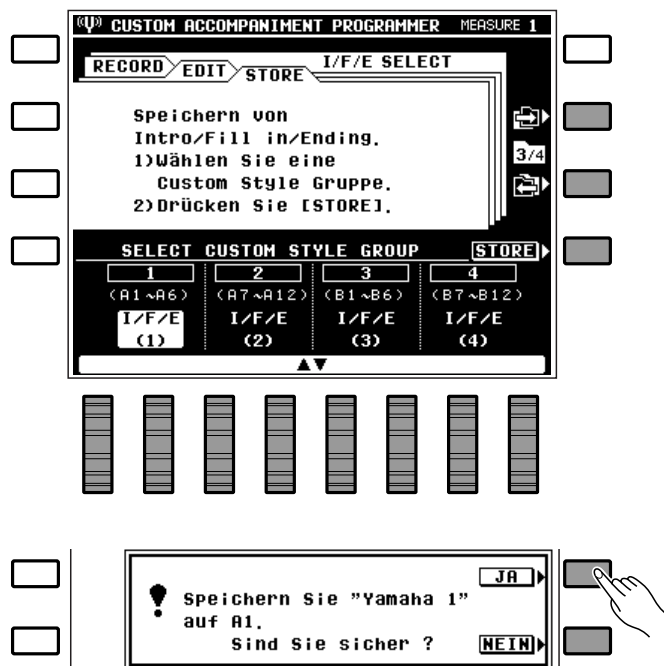 CUSTOM ACCOMPANIMENT PROGRAMMER MEASURE 1
RECORD EDIT STORE I/F/E SELECT
Speichern von
Intro/Fill in/Ending.
1)Wählen Sie eine
Custom Style Gruppe.
2)Drücken Sie [STORE].
3/4
SELECT CUSTOM STYLE GROUP STORE
1 2 3 4
(A1~A6) (A7~A12) (B1~B6) (B7~B12)
I/F/E I/F/E I/F/E I/F/E
(1) (2) (3) (4)
▲▼
JA
Speichern Sie "Yamaha 1"
auf A1.
Sind Sie sicher ? NEIN